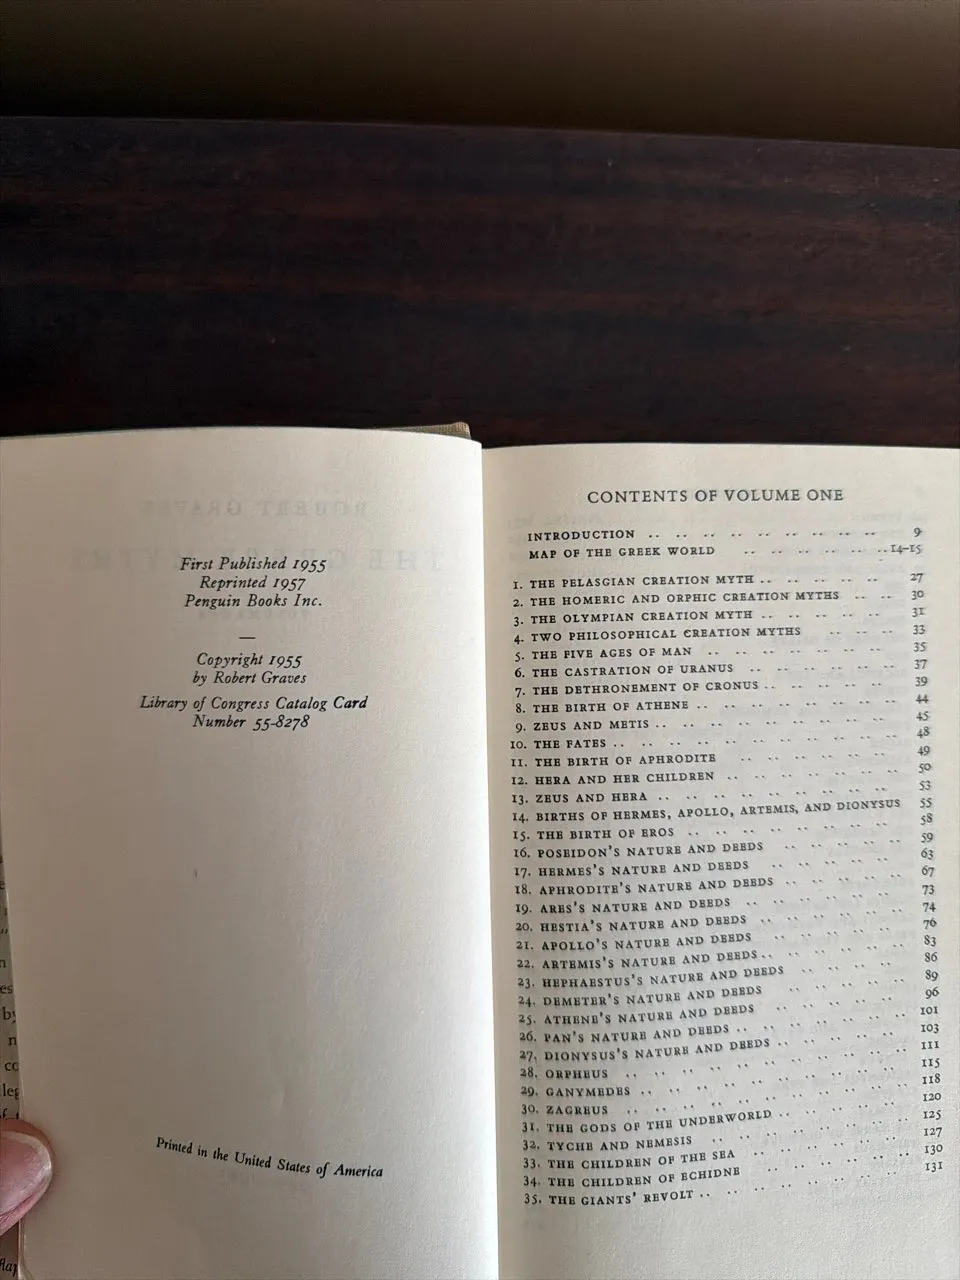 First Published 1955
Reprinted 1957
Penguin Books Inc.
Copyright 1955
by Robert Graves
Library of Congress Catalog Card
Number 55-8278
Printed in the United States of America
CONTENTS OF VOLUME ONE
INTRODUCTION 9
MAP OF THE GREEK WORLD 14-15
1. THE PELASGIAN CREATION MYTH 27
2. THE HOMERIC AND ORPHIC CREATION MYTHS 30
3. THE OLYMPIAN CREATION MYTH 31
4. TWO PHILOSOPHICAL CREATION MYTHS 33
5. THE FIVE AGES OF MAN 35
6. THE CASTRATION OF URANUS 37
7. THE DETHRONEMENT OF CRONUS 39
8. THE BIRTH OF ATHENE 44
9. ZEUS AND METIS 45
10. THE FATES 48
11. THE BIRTH OF APHRODITE 49
12. HERA AND HER CHILDREN 50
13. ZEUS AND HERA 53
14. BIRTHS OF HERMES, APOLLO, ARTEMIS, AND DIONYSUS 55
15. THE BIRTH OF EROS 58
16. POSEIDON'S NATURE AND DEEDS 59
17. HERMES'S NATURE AND DEEDS 63
18. APHRODITE'S NATURE AND DEEDS 67
19. ARES'S NATURE AND DEEDS 73
20. HESTIA'S NATURE AND DEEDS 74
21. APOLLO'S NATURE AND DEEDS 76
22. ARTEMIS'S NATURE AND DEEDS 83
23. HEPHAESTUS'S NATURE AND DEEDS 86
24. DEMETER'S NATURE AND DEEDS 89
25. ATHENE'S NATURE AND DEEDS 96
26. PAN'S NATURE AND DEEDS 101
27. DIONYSUS'S NATURE AND DEEDS 103
28. ORPHEUS 111
29. GANYMEDES 115
30. ZAGREUS 118
31. THE GODS OF THE UNDERWORLD 120
32. TYCHE AND NEMESIS 125
33. THE CHILDREN OF THE SEA 127
34. THE CHILDREN OF ECHIDNE 130
35. THE GIANTS' REVOLT 131